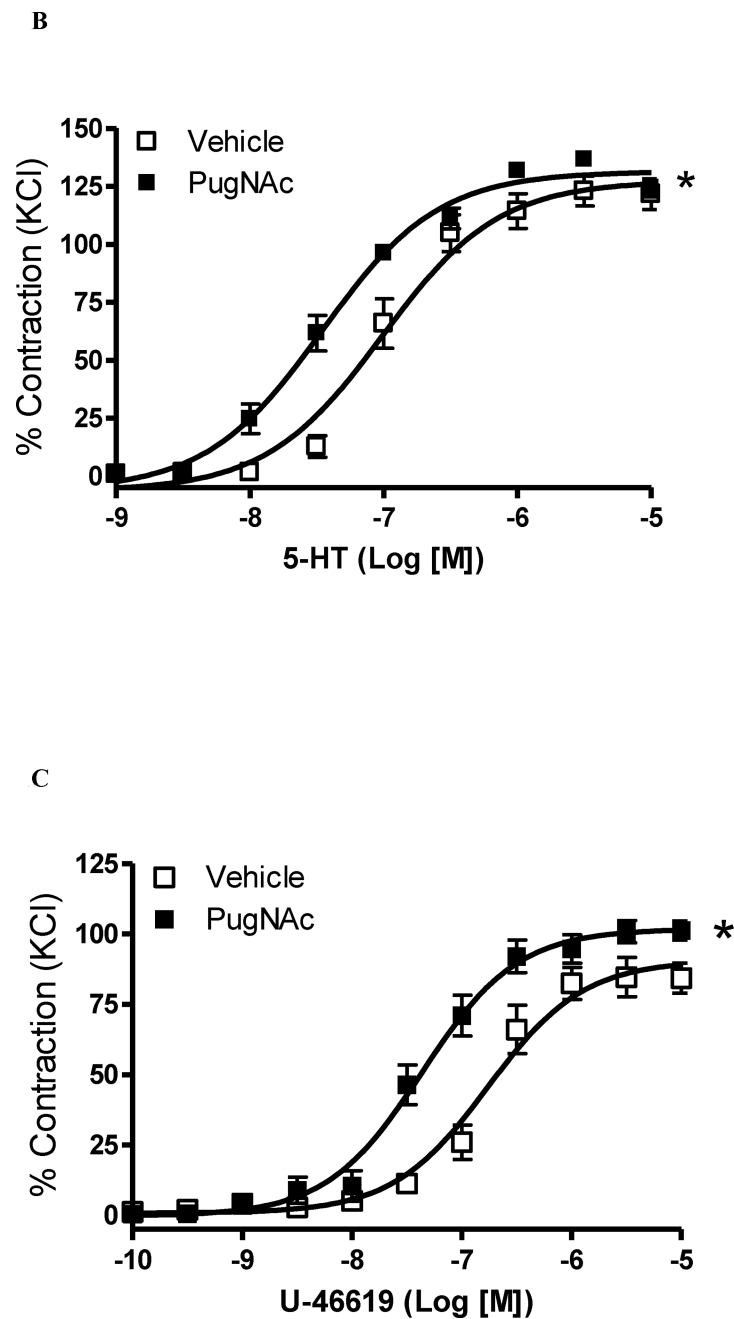 B
150
125
100
75
50
25
0
% Contraction (KCl)
Vehicle
PugNAc
*
-9 -8 -7 -6 -5
5-HT (Log [M])
C
125
100
75
50
25
0
% Contraction (KCl)
Vehicle
PugNAc
*
-10 -9 -8 -7 -6 -5
U-46619 (Log [M])